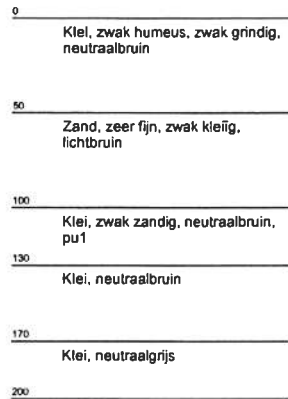 0
Klei, zwak humeus, zwak grindig,
neutraalbruin
50
Zand, zeer fijn, zwak kleiïg,
lichtbruin
100
Klei, zwak zandig, neutraalbruin,
pu1
130
Klei, neutraalbruin
170
Klei, neutraalgrijs
200